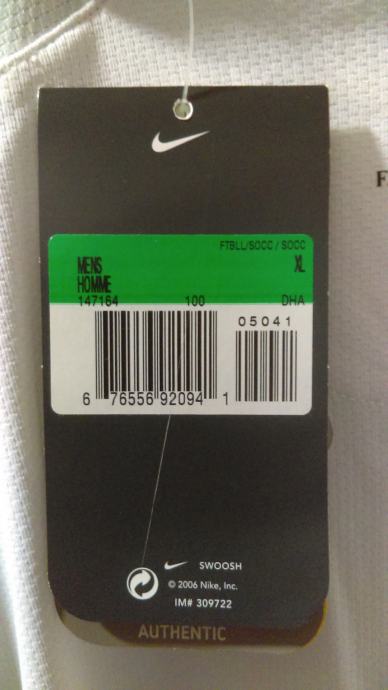 FTBLL/SOCC / SOCC
MENS XL
HOMME
147164 100 DHA
05041
6 76556 92094 1
SWOOSH
© 2006 Nike, Inc.
IM# 309722
AUTHENTIC
F